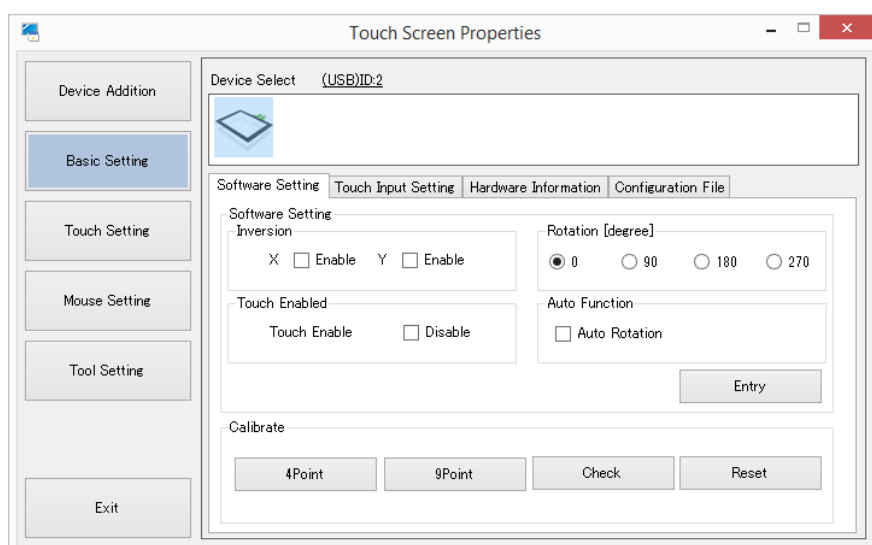 Touch Screen Properties
Device Addition
Basic Setting
Touch Setting
Mouse Setting
Tool Setting
Exit
Device Select (USB)ID:2
Software Setting Touch Input Setting Hardware Information Configuration File
Software Setting
Inversion
X Enable Y Enable
Rotation [degree]
0 90 180 270
Touch Enabled
Touch Enable Disable
Auto Function
Auto Rotation
Entry
Calibrate
4Point 9Point Check Reset